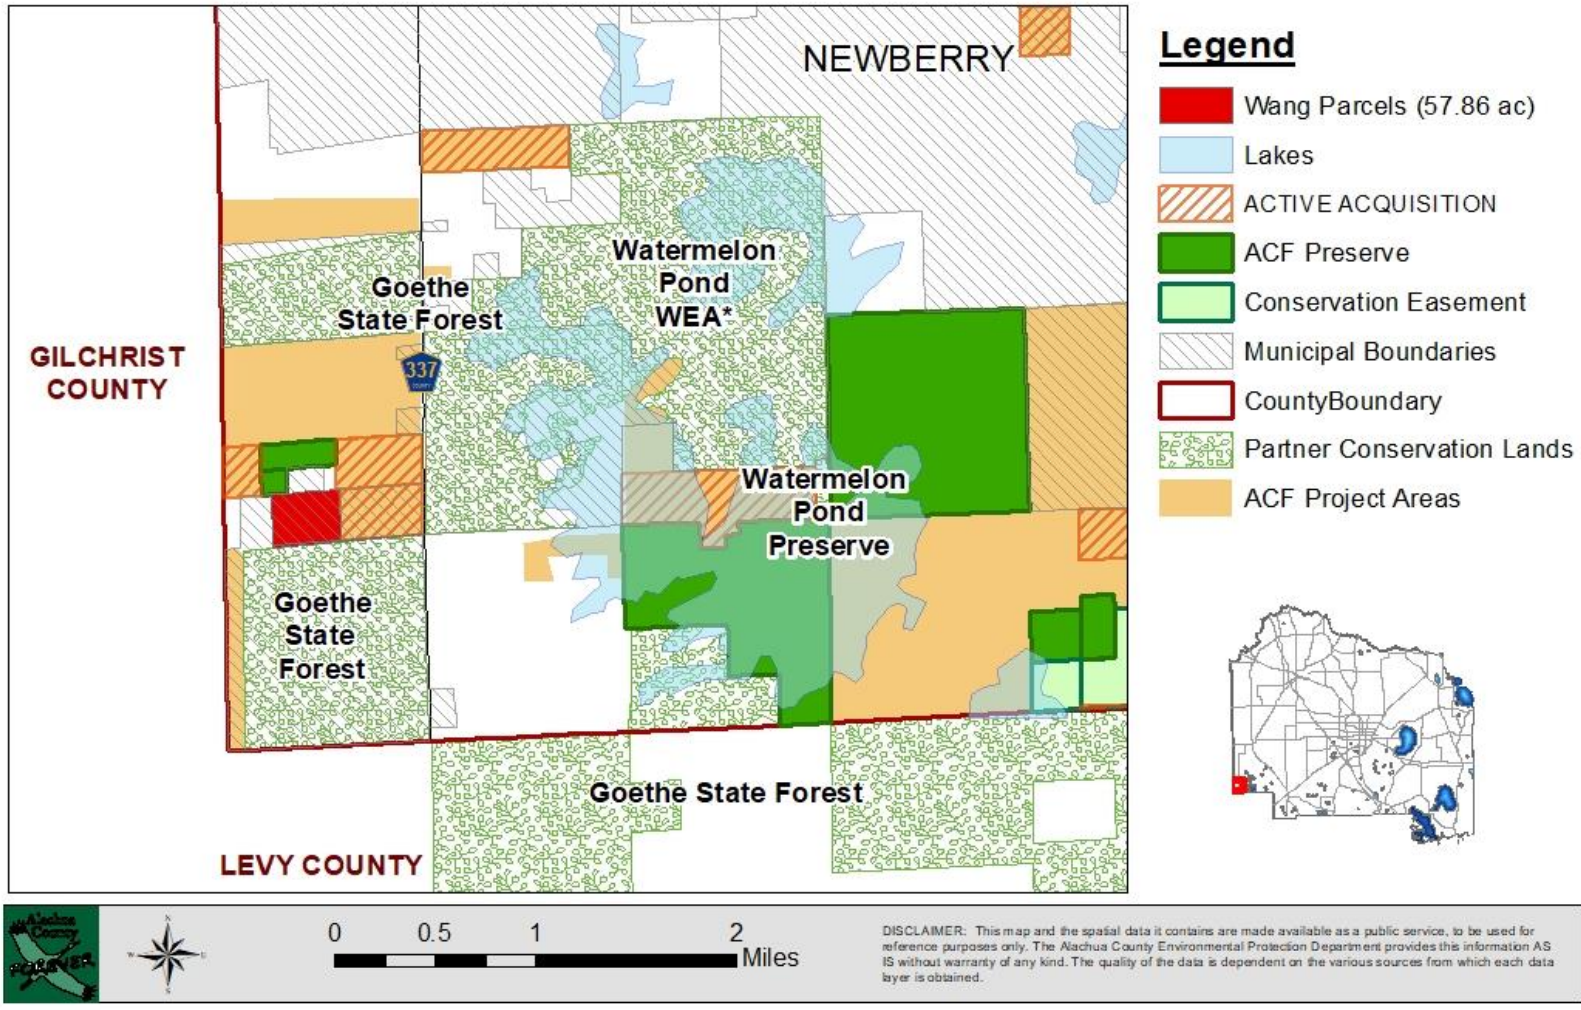 NEWBERRY
Watermelon
Pond
WEA*
Goethe
State Forest
GILCHRIST
COUNTY
337
Watermelon
Pond
Preserve
Goethe
State
Forest
Goethe State Forest
LEVY COUNTY
Legend
Wang Parcels (57.86 ac)
Lakes
ACTIVE ACQUISITION
ACF Preserve
Conservation Easement
Municipal Boundaries
CountyBoundary
Partner Conservation Lands
ACF Project Areas
Alachua
County
FOREVER
N
W
S
0 0.5 1 2
Miles
DISCLAIMER: This map and the spatial data it contains are made available as a public service, to be used for
reference purposes only. The Alachua County Environmental Protection Department provides this information AS
IS without warranty of any kind. The quality of the data is dependent on the various sources from which each data
layer is obtained.